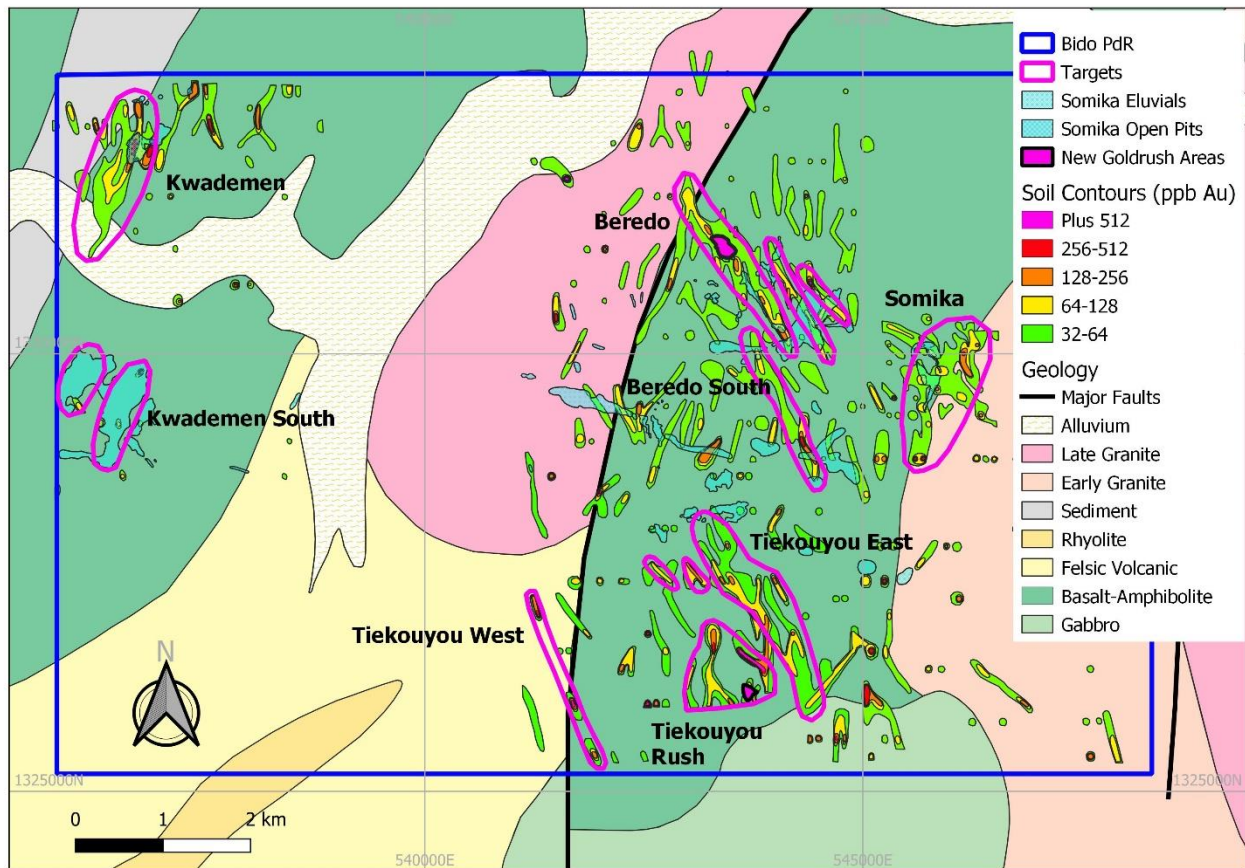 Bido PdR
Targets
Somika Eluvials
Somika Open Pits
New Goldrush Areas
Soil Contours (ppb Au)
Plus 512
256-512
128-256
64-128
32-64
Geology
Major Faults
Alluvium
Late Granite
Early Granite
Sediment
Rhyolite
Felsic Volcanic
Basalt-Amphibolite
Gabbro
Kwademen
Beredo
Somika
Beredo South
Kwademen South
Tiekouyou East
Tiekouyou West
Tiekouyou
Rush
N
1325000N
1325000N
0 1 2 km
540000E
545000E